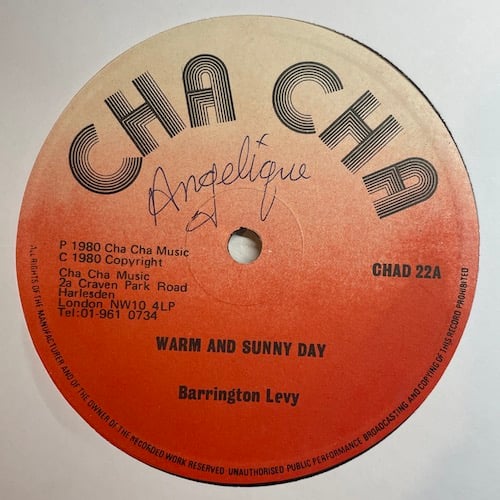 CHA CHA
Angelique
P 1980 Cha Cha Music
C 1980 Copyright
Cha Cha Music
2a Craven Park Road
Harlesden
London NW10 4LP
Tel:01-961 0734
CHAD 22A
WARM AND SUNNY DAY
Barrington Levy
ALL RIGHTS OF THE MANUFACTURER AND OF THE OWNER OF THE RECORDED WORK RESERVED UNAUTHORISED PUBLIC PERFORMANCE BROADCASTING AND COPYING OF THIS RECORD PROHIBITED